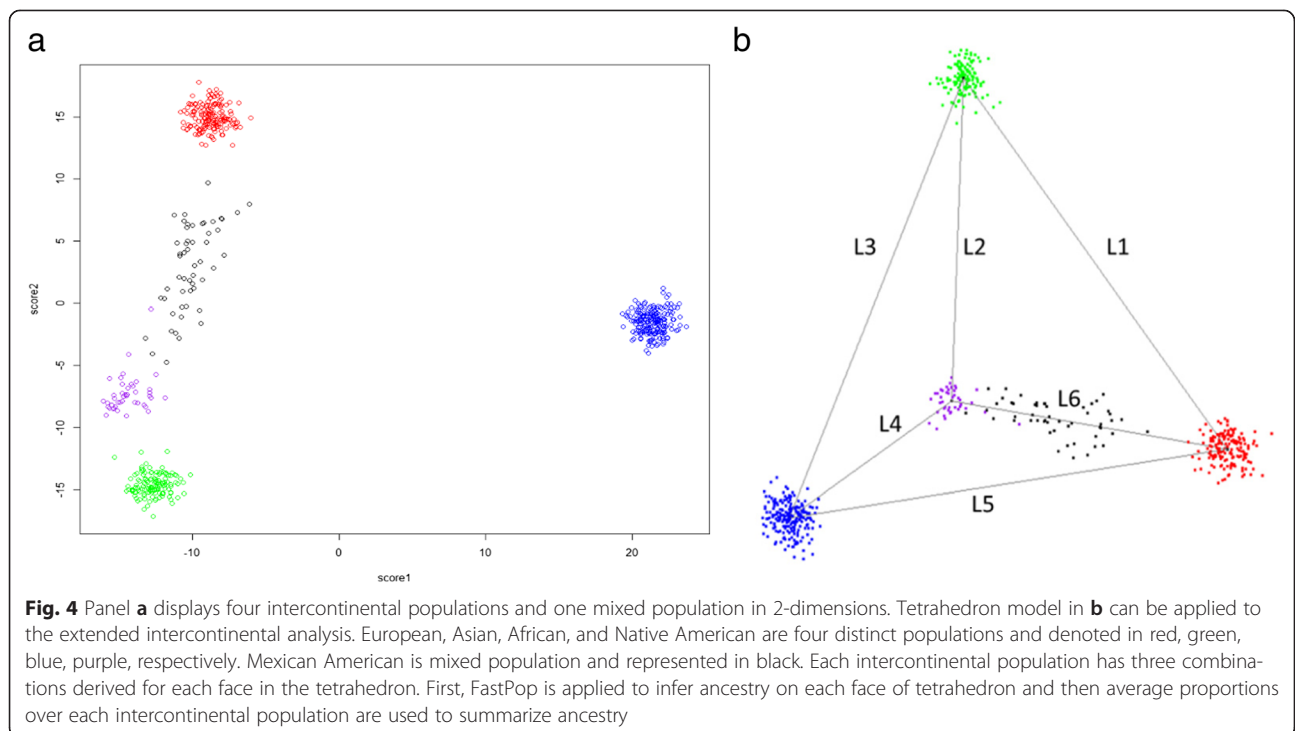 a
b
15
10
5
0
-5
-10
-15
score2
-10
0
10
20
score1
L3
L2
L1
L6
L4
L5
Fig. 4 Panel a displays four intercontinental populations and one mixed population in 2-dimensions. Tetrahedron model in b can be applied to
the extended intercontinental analysis. European, Asian, African, and Native American are four distinct populations and denoted in red, green,
blue, purple, respectively. Mexican American is mixed population and represented in black. Each intercontinental population has three combina-
tions derived for each face in the tetrahedron. First, FastPop is applied to infer ancestry on each face of tetrahedron and then average proportions
over each intercontinental population are used to summarize ancestry